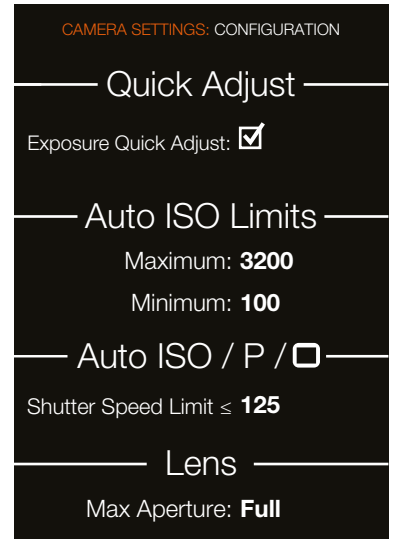 CAMERA SETTINGS: CONFIGURATION
Quick Adjust
Exposure Quick Adjust: ☑
Auto ISO Limits
Maximum: 3200
Minimum: 100
Auto ISO / P / ▢
Shutter Speed Limit ≤ 125
Lens
Max Aperture: Full